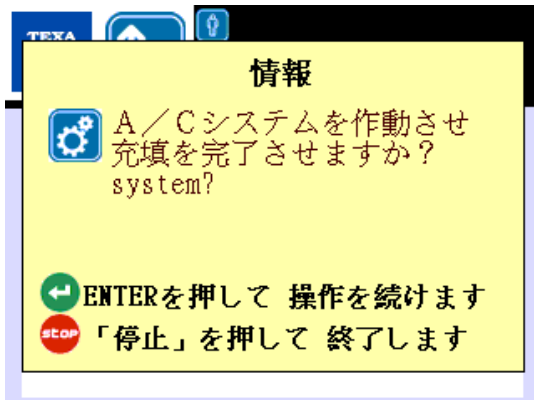 TEXA
情報
A/Cシステムを作動させ
充填を完了させますか?
system?
ENTERを押して 操作を続けます
stop「停止」を押して 終了します